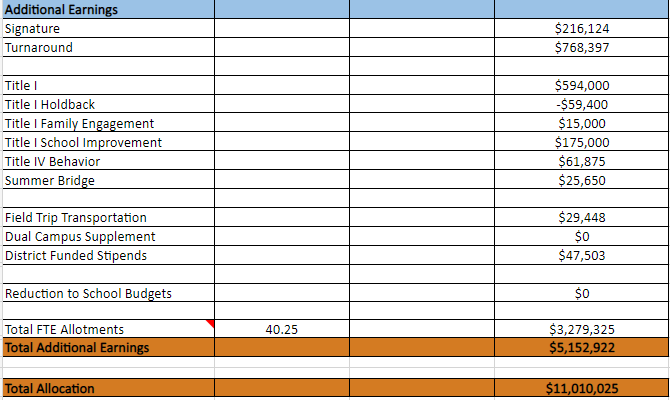 Additional Earnings
Signature $216,124
Turnaround $768,397
Title I $594,000
Title I Holdback -$59,400
Title I Family Engagement $15,000
Title I School Improvement $175,000
Title IV Behavior $61,875
Summer Bridge $25,650
Field Trip Transportation $29,448
Dual Campus Supplement $0
District Funded Stipends $47,503
Reduction to School Budgets $0
Total FTE Allotments 40.25 $3,279,325
Total Additional Earnings $5,152,922
Total Allocation $11,010,025